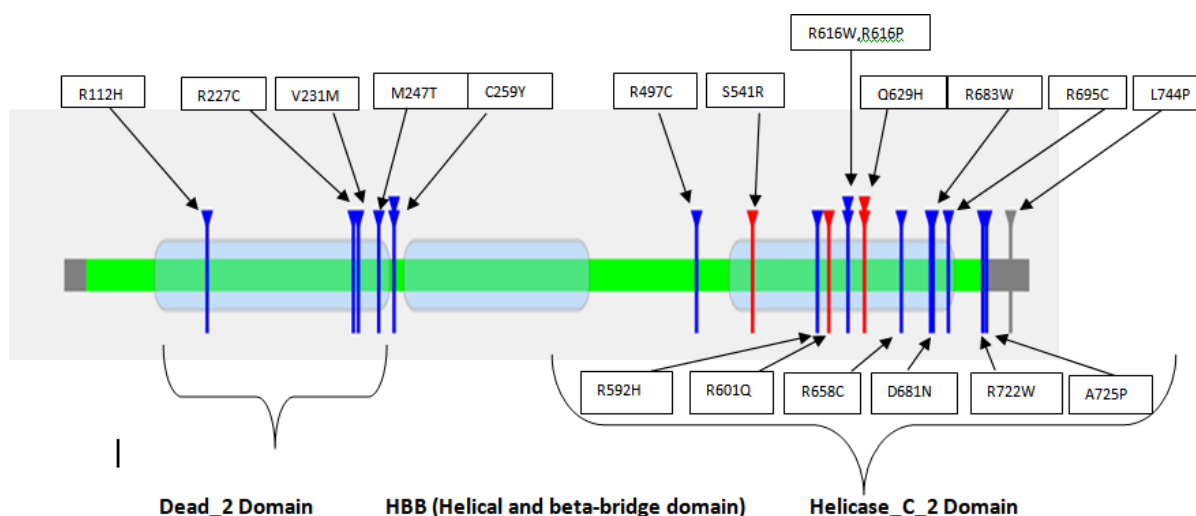 R616W,R616P
R112H
R227C
V231M
M247T
C259Y
R497C
S541R
Q629H
R683W
R695C
L744P
R592H
R601Q
R658C
D681N
R722W
A725P
Dead_2 Domain
HBB (Helical and beta-bridge domain)
Helicase_C_2 Domain